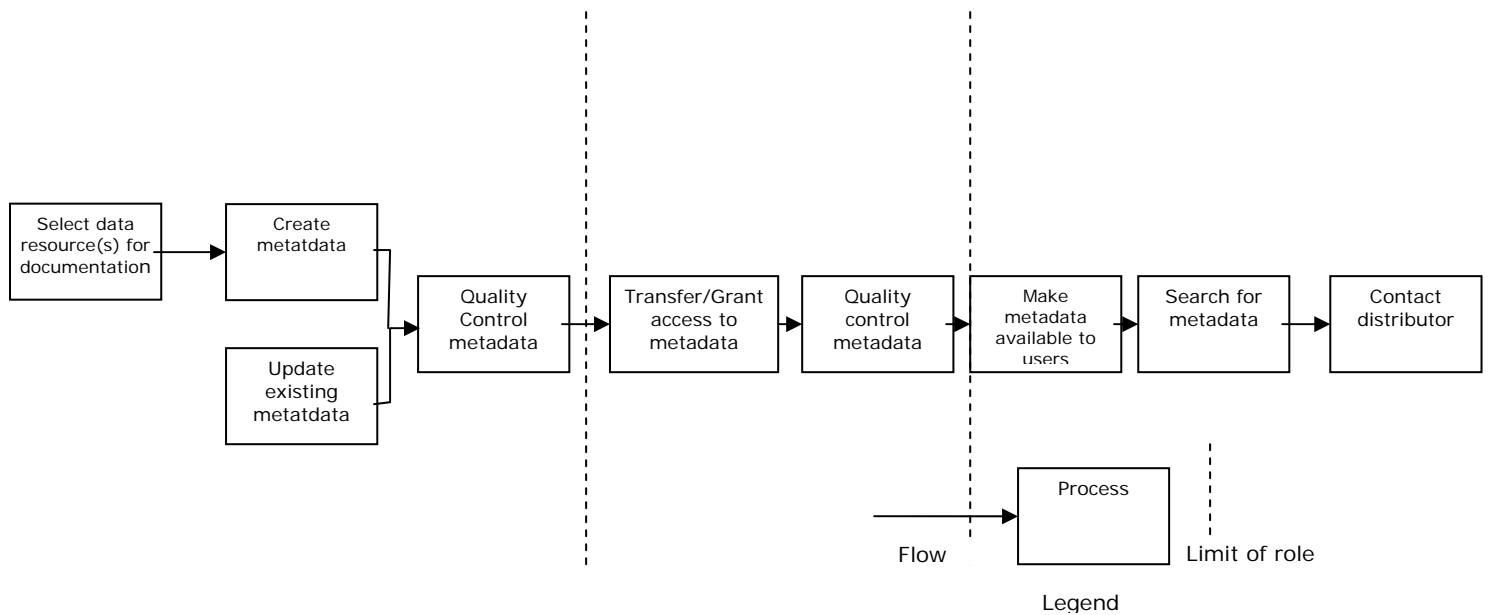 Select data
resource(s) for
documentation
Create
metatdata
Update
existing
metatdata
Quality
Control
metadata
Transfer/Grant
access to
metadata
Quality
control
metadata
Make
metadata
available to
users
Search for
metadata
Contact
distributor
Process
Flow
Limit of role
Legend